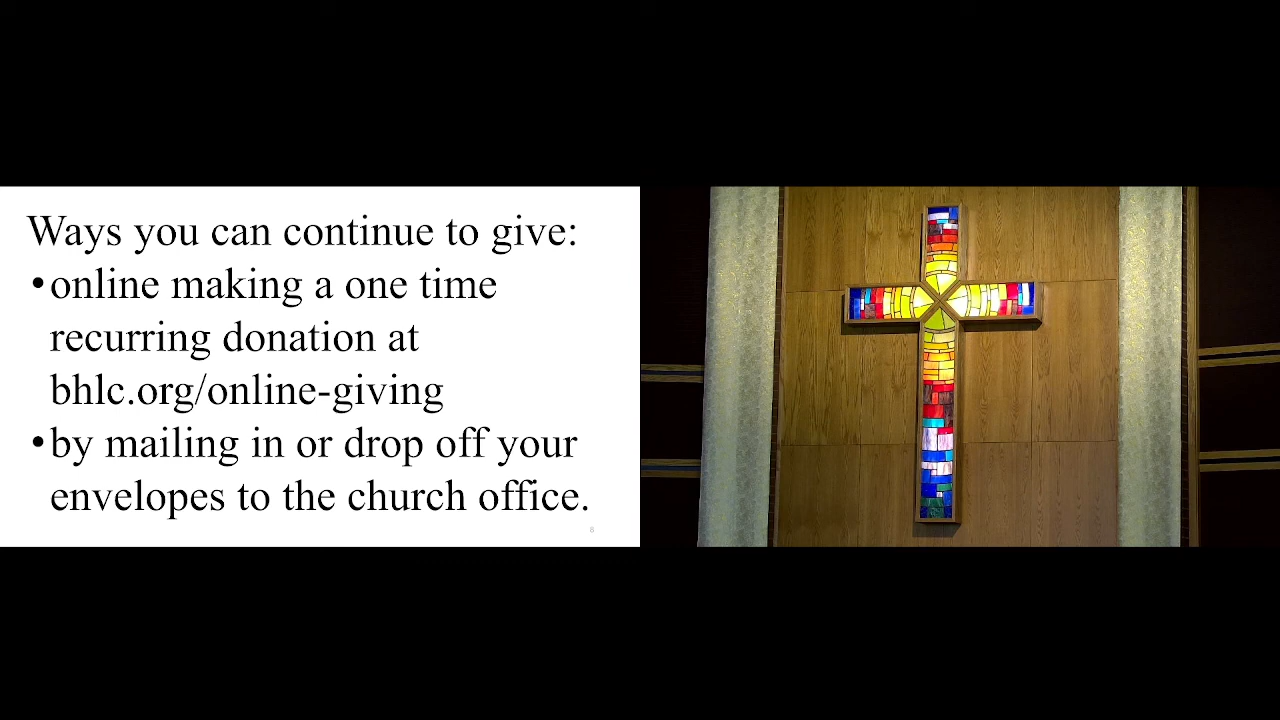 Ways you can continue to give:
•online making a one time
recurring donation at
bhlc.org/online-giving
•by mailing in or drop off your
envelopes to the church office.